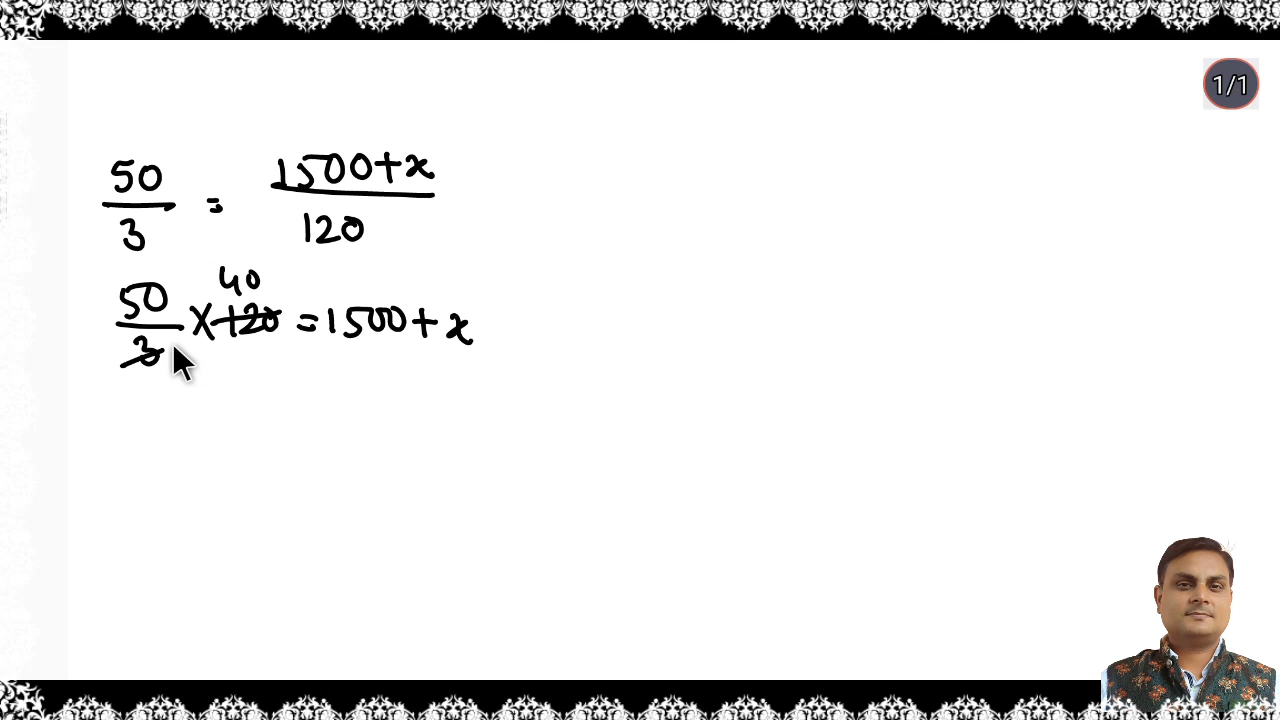 1/1
50/3 = 1500+x/120
40
50/3 X 120 = 1500+x